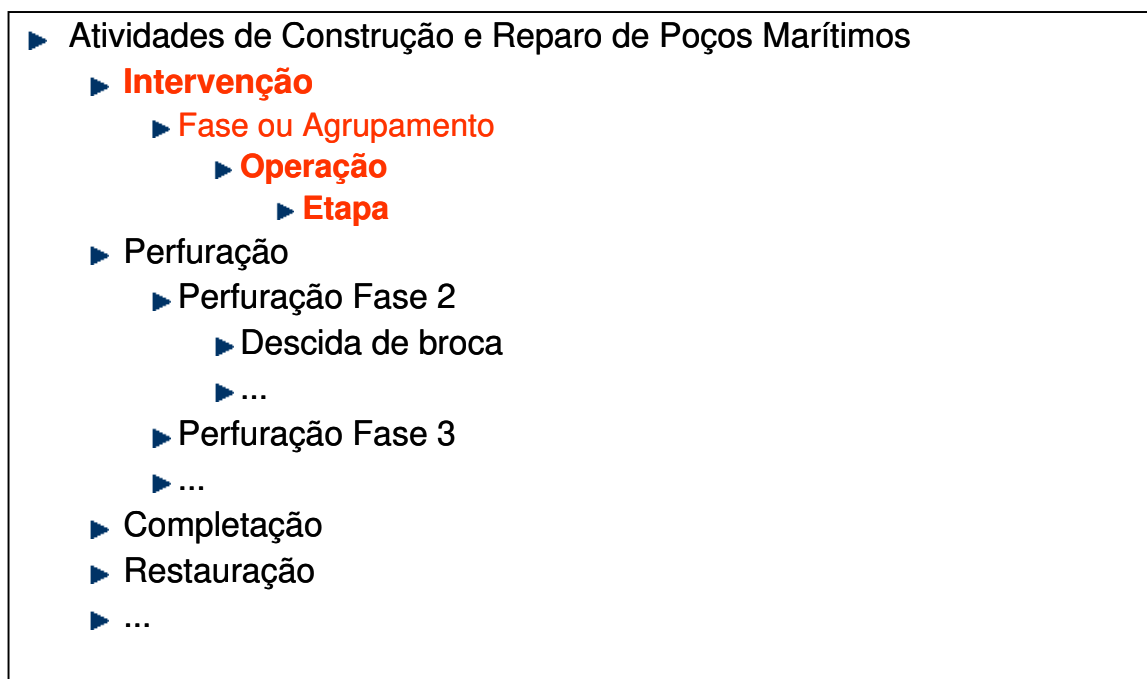 Atividades de Construção e Reparo de Poços Marítimos
Intervenção
Fase ou Agrupamento
Operação
Etapa
Perfuração
Perfuração Fase 2
Descida de broca
...
Perfuração Fase 3
...
Completação
Restauração
...